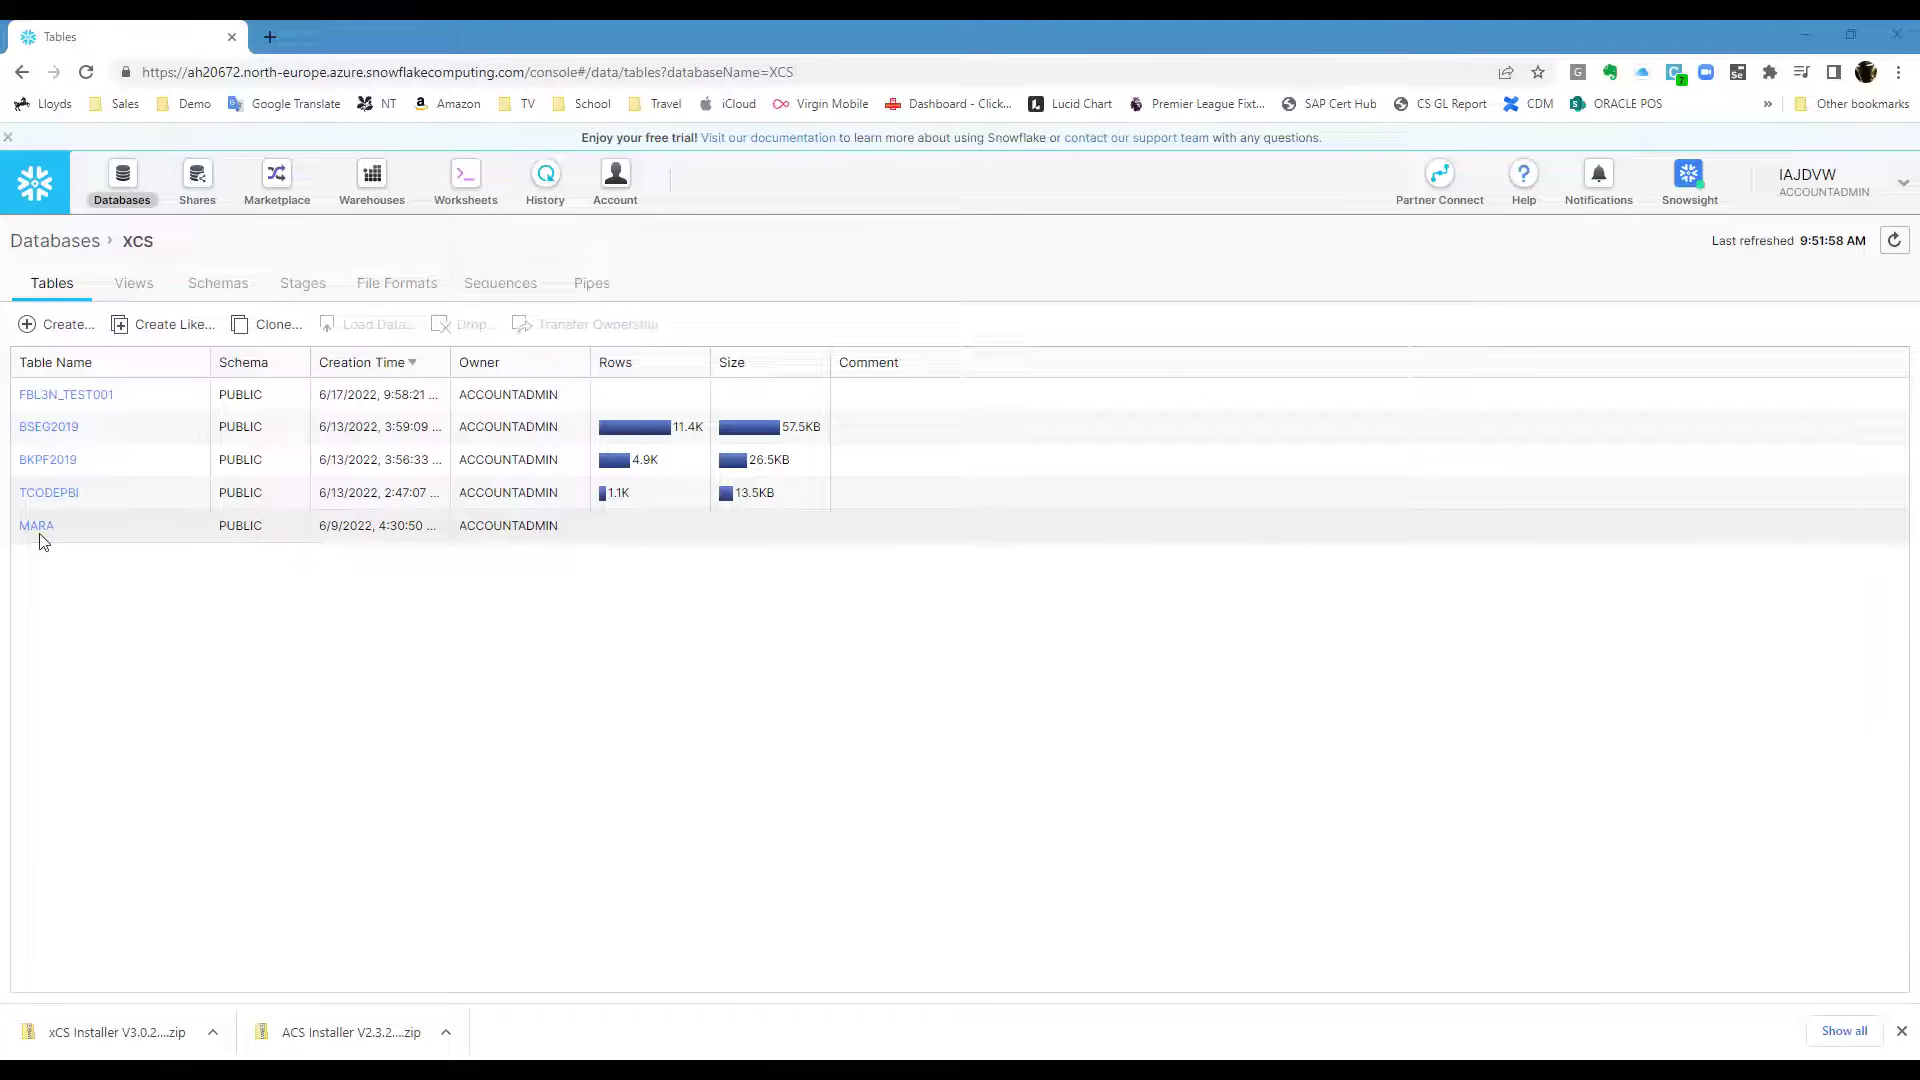 Tables
https://ah20672.north-europe.azure.snowflakecomputing.com/console#/data/tables?databaseName=XCS
Lloyds Sales Demo Google Translate NT Amazon TV School Travel iCloud Virgin Mobile Dashboard - Click... Lucid Chart Premier League Fixt... SAP Cert Hub CS GL Report CDM ORACLE POS » Other bookmarks
Enjoy your free trial! Visit our documentation to learn more about using Snowflake or contact our support team with any questions.
Databases Shares Marketplace Warehouses Worksheets History Account Partner Connect Help Notifications Snowsight
IAJDVW
ACCOUNTADMIN
Databases › XCS
Last refreshed 9:51:58 AM
Tables Views Schemas Stages File Formats Sequences Pipes
Create... Create Like... Clone... Load Data... Drop... Transfer Ownership
Table Name Schema Creation Time Owner Rows Size Comment
FBL3N_TEST001 PUBLIC 6/17/2022, 9:58:21 ... ACCOUNTADMIN
BSEG2019 PUBLIC 6/13/2022, 3:59:09 ... ACCOUNTADMIN 11.4K 57.5KB
BKPF2019 PUBLIC 6/13/2022, 3:56:33 ... ACCOUNTADMIN 4.9K 26.5KB
TCODEPBI PUBLIC 6/13/2022, 2:47:07 ... ACCOUNTADMIN 1.1K 13.5KB
MARA PUBLIC 6/9/2022, 4:30:50 ... ACCOUNTADMIN
xCS Installer V3.0.2....zip ACS Installer V2.3.2....zip Show all